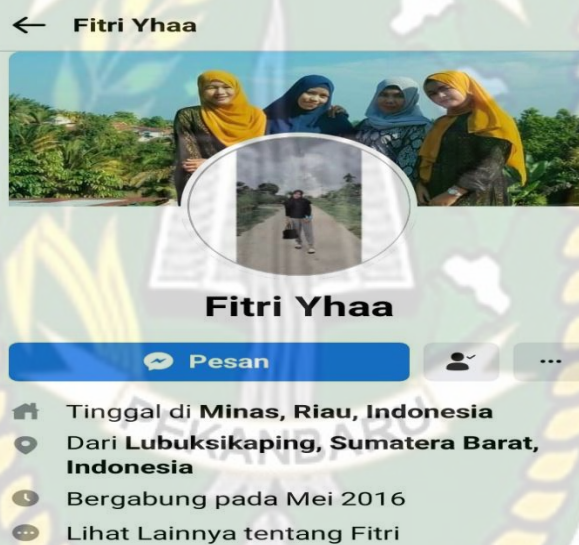 Fitri Yhaa
Fitri Yhaa
Pesan
Tinggal di Minas, Riau, Indonesia
Dari Lubuksikaping, Sumatera Barat,
Indonesia
Bergabung pada Mei 2016
Lihat Lainnya tentang Fitri
PEKANBARU